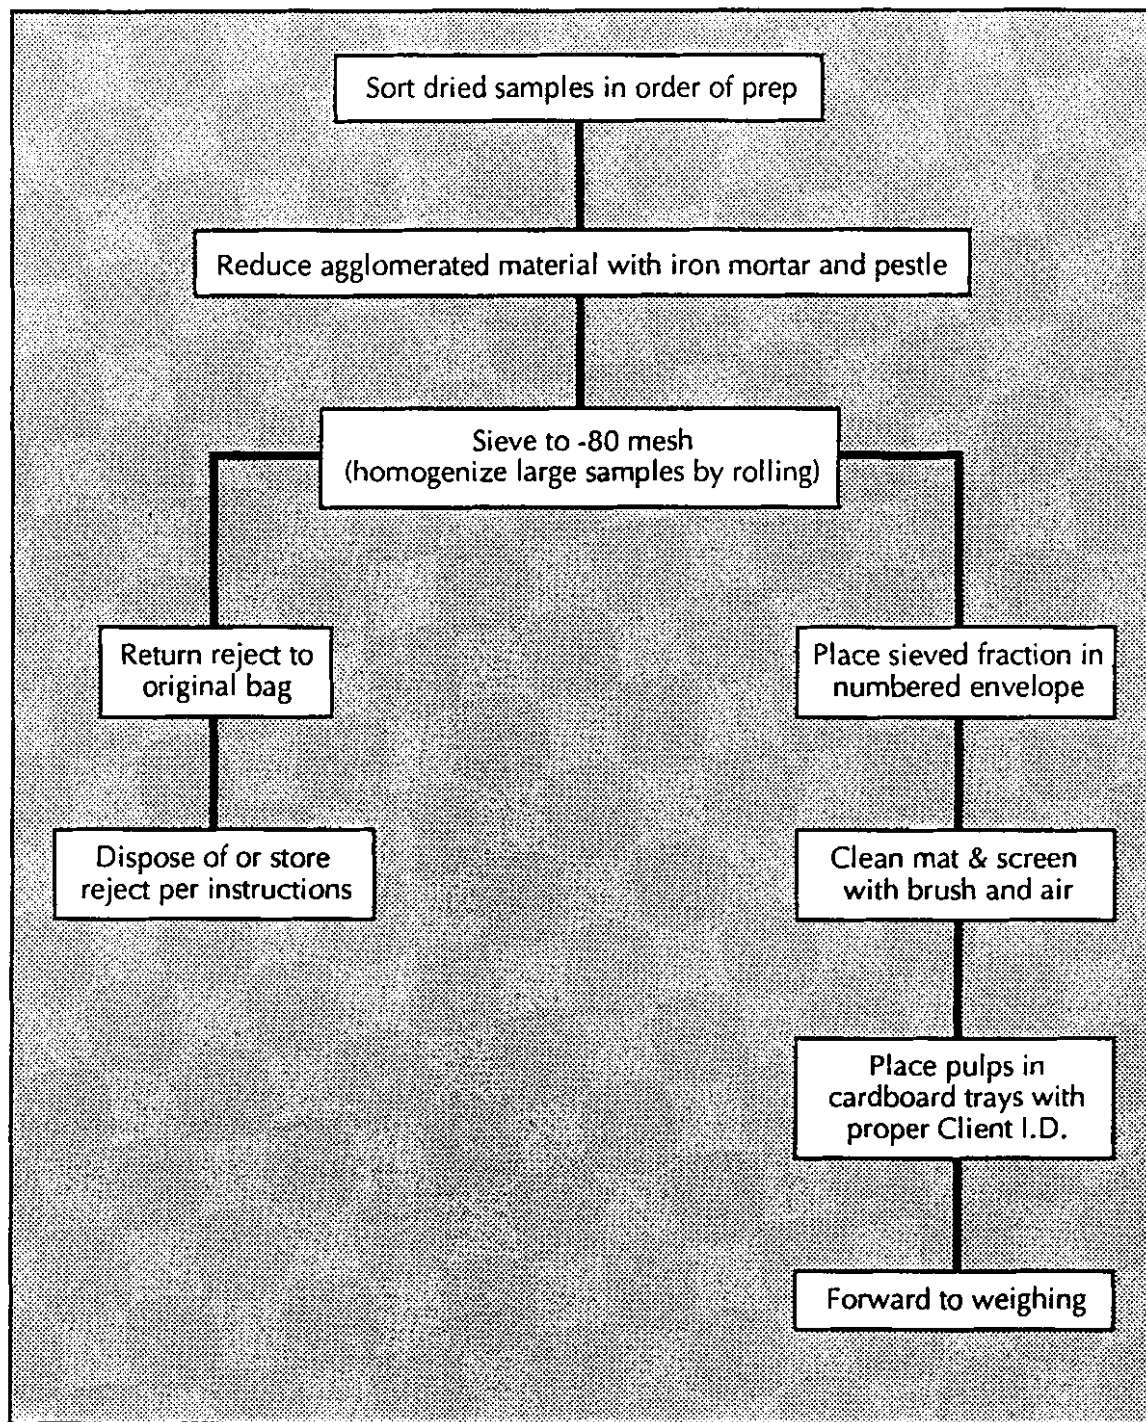 Sort dried samples in order of prep
Reduce agglomerated material with iron mortar and pestle
Sieve to -80 mesh
(homogenize large samples by rolling)
Return reject to
original bag
Dispose of or store
reject per instructions
Place sieved fraction in
numbered envelope
Clean mat & screen
with brush and air
Place pulps in
cardboard trays with
proper Client I.D.
Forward to weighing